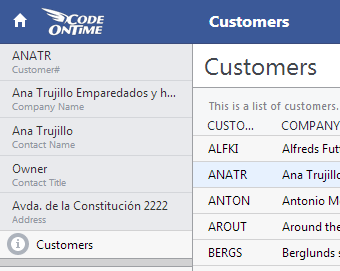 CODE
ONTIME
Customers
ANATR
Customer#
Ana Trujillo Emparedados y h...
Company Name
Ana Trujillo
Contact Name
Owner
Contact Title
Avda. de la Constitución 2222
Address
Customers
Customers
This is a list of customers.
CUSTO... COMPANY
ALFKI Alfreds Fut
ANATR Ana Trujillo
ANTON Antonio M
AROUT Around the
BERGS Berglunds s